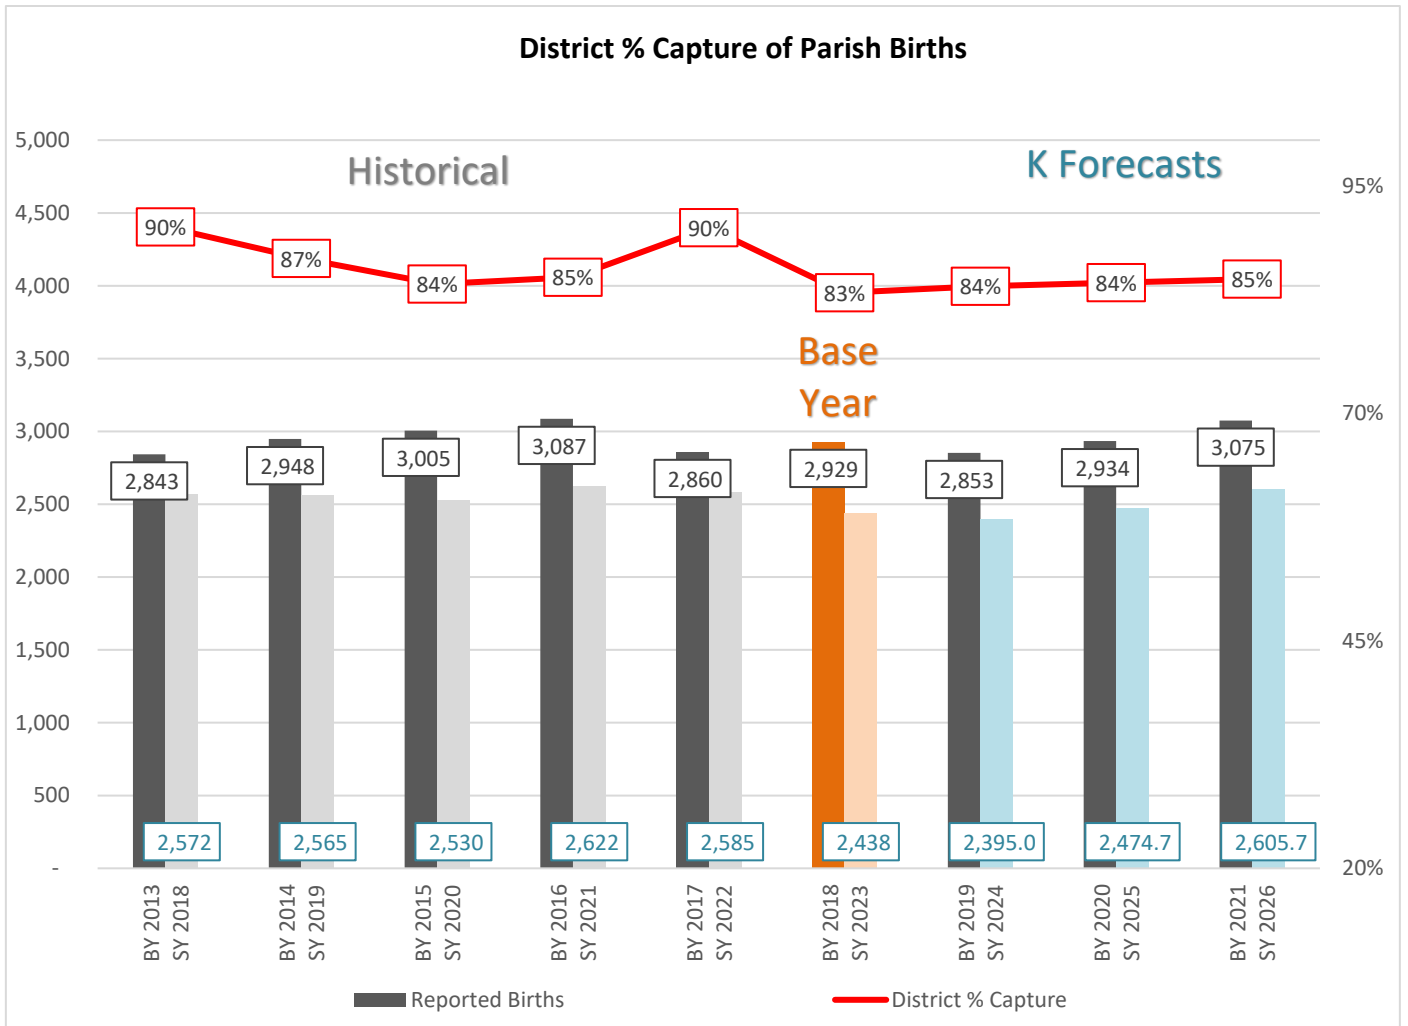 District % Capture of Parish Births
5,000
4,500
4,000
3,500
3,000
2,500
2,000
1,500
1,000
500
-
95%
70%
45%
20%
Historical
K Forecasts
Base
Year
90%
87%
84%
85%
90%
83%
84%
84%
85%
2,843
2,948
3,005
3,087
2,860
2,929
2,853
2,934
3,075
2,572
2,565
2,530
2,622
2,585
2,438
2,395.0
2,474.7
2,605.7
BY 2013
SY 2018
BY 2014
SY 2019
BY 2015
SY 2020
BY 2016
SY 2021
BY 2017
SY 2022
BY 2018
SY 2023
BY 2019
SY 2024
BY 2020
SY 2025
BY 2021
SY 2026
Reported Births
District % Capture